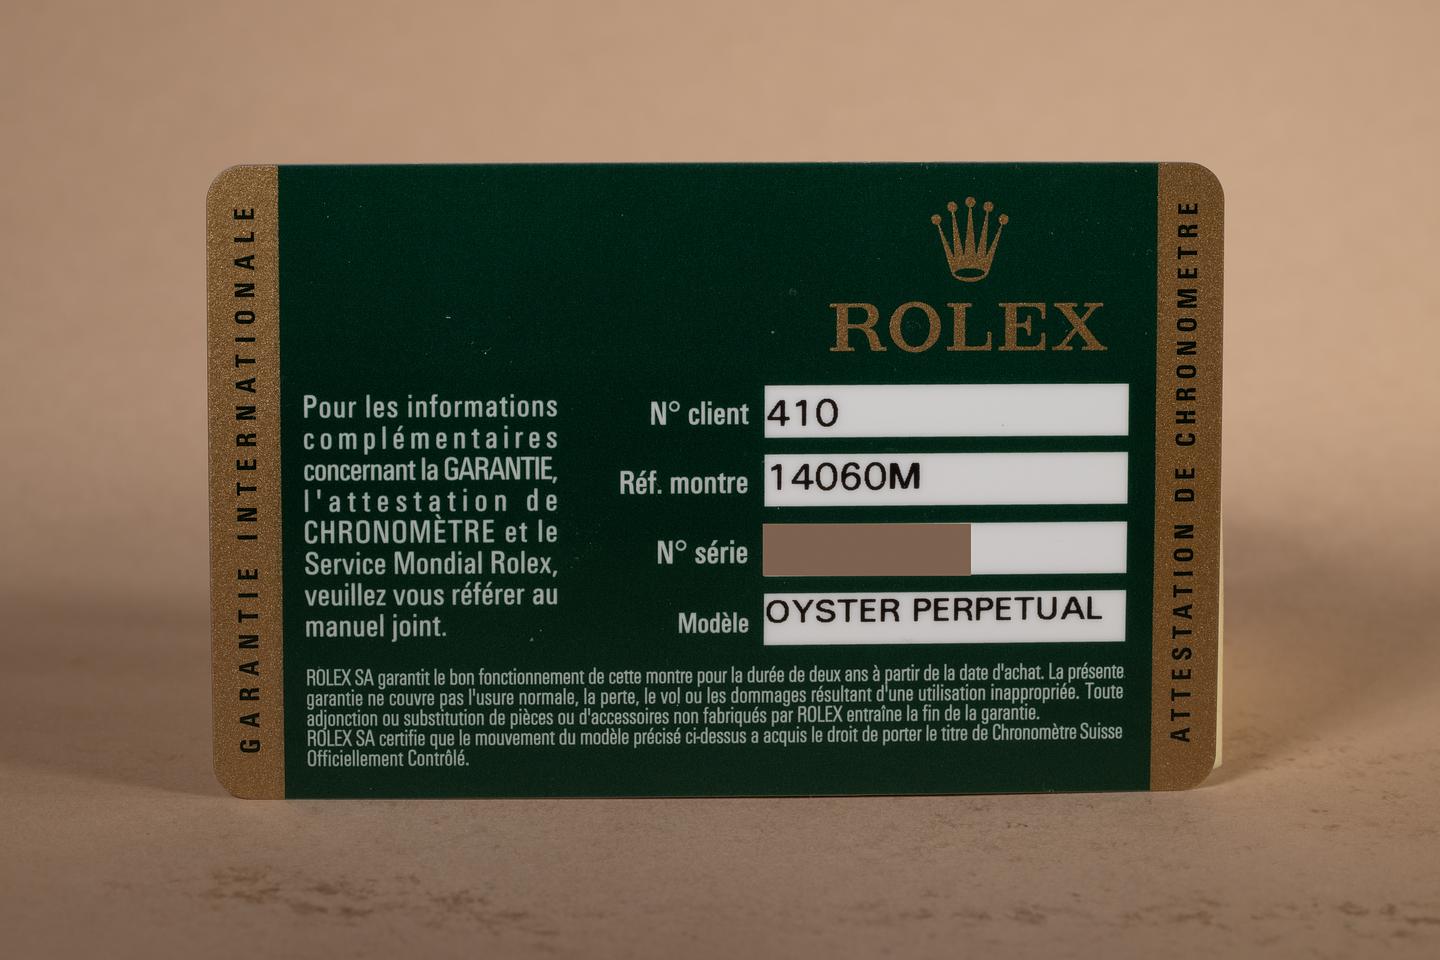 GARANTIE INTERNATIONALE
ROLEX
Pour les informations
complémentaires
concernant la GARANTIE,
l'attestation de
CHRONOMÈTRE et le
Service Mondial Rolex,
veuillez vous référer au
manuel joint.
N° client 410
Réf. montre 14060M
N° série
Modèle OYSTER PERPETUAL
ROLEX SA garantit le bon fonctionnement de cette montre pour la durée de deux ans à partir de la date d'achat. La présente
garantie ne couvre pas l'usure normale, la perte, le vol ou les dommages résultant d'une utilisation inappropriée. Toute
adjonction ou substitution de pièces ou d'accessoires non fabriqués par ROLEX entraîne la fin de la garantie.
ROLEX SA certifie que le mouvement du modèle précisé ci-dessus a acquis le droit de porter le titre de Chronomètre Suisse
Officiellement Contrôlé.
ATTESTATION DE CHRONOMETRE